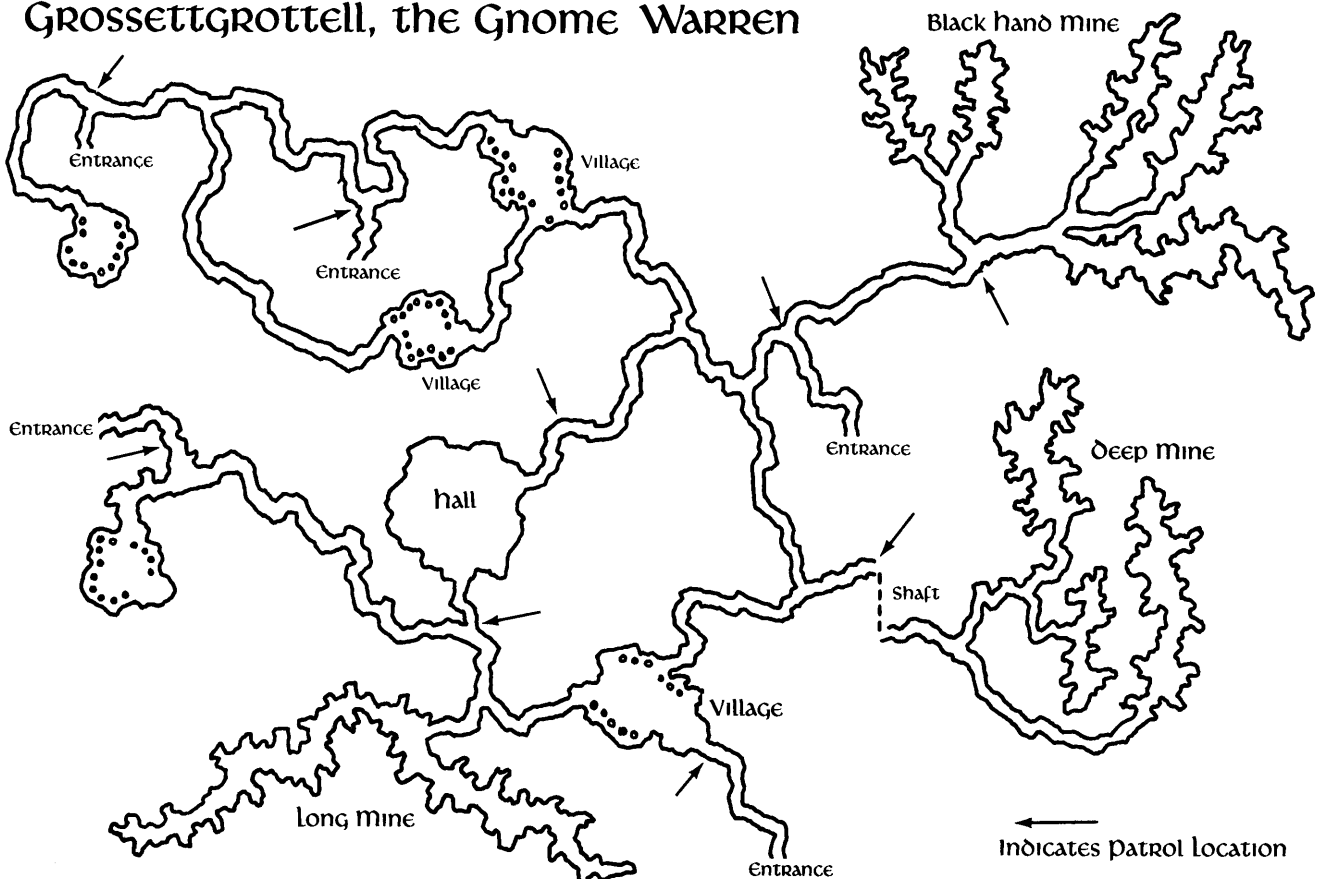 Grossettgrottell, the Gnome Warren
Black Hand Mine
Entrance
Village
Entrance
Village
Entrance
Entrance
Deep Mine
Hall
Shaft
Village
Long Mine
Indicates Patrol Location
Entrance